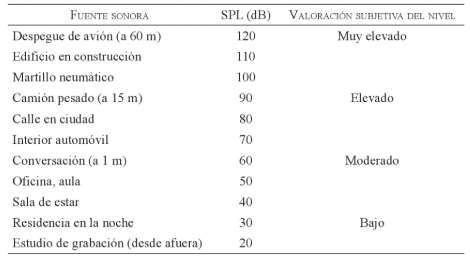 Fuente sonora SPL (dB) Valoración subjetiva del nivel
Despegue de avión (a 60 m) 120 Muy elevado
Edificio en construcción 110
Martillo neumático 100
Camión pesado (a 15 m) 90 Elevado
Calle en ciudad 80
Interior automóvil 70
Conversación (a 1 m) 60 Moderado
Oficina, aula 50
Sala de estar 40
Residencia en la noche 30 Bajo
Estudio de grabación (desde afuera) 20